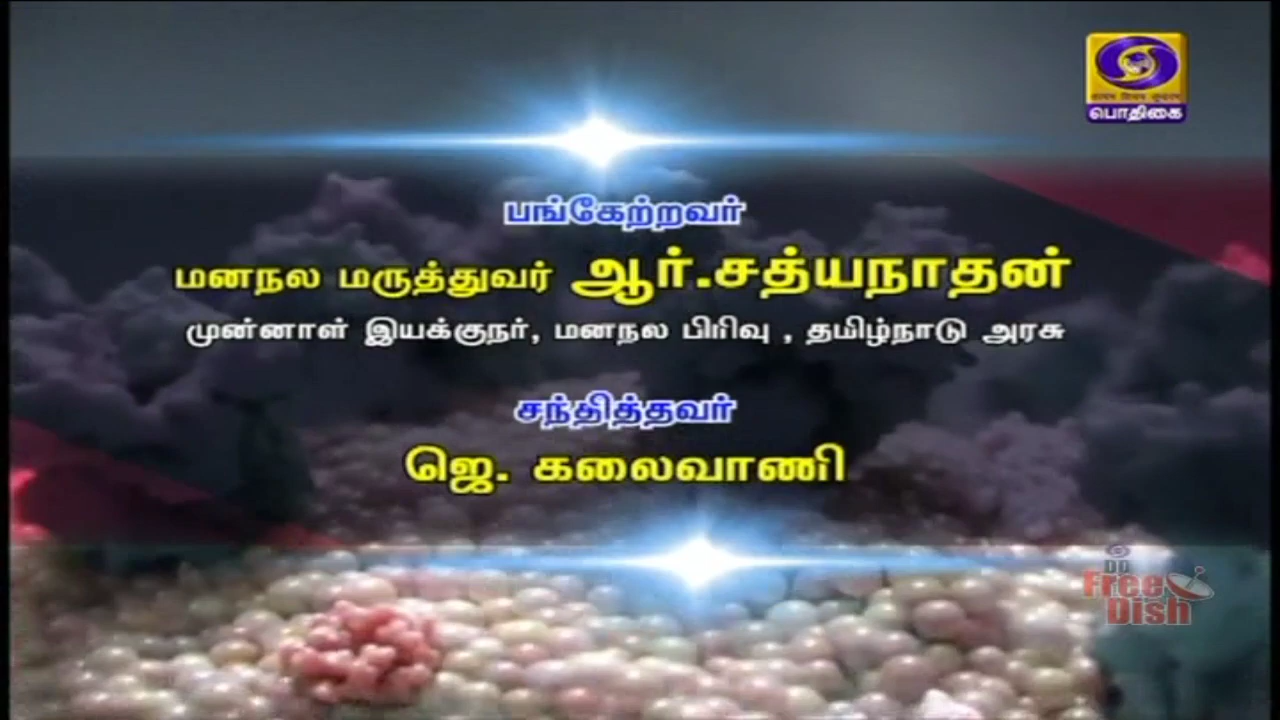 பொதிகை
பங்கேற்றவர்
மனநல மருத்துவர் ஆர்.சத்யநாதன்
முன்னாள் இயக்குநர், மனநல பிரிவு , தமிழ்நாடு அரசு
சந்தித்தவர்
ஜெ. கலைவாணி
DD
Free
Dish